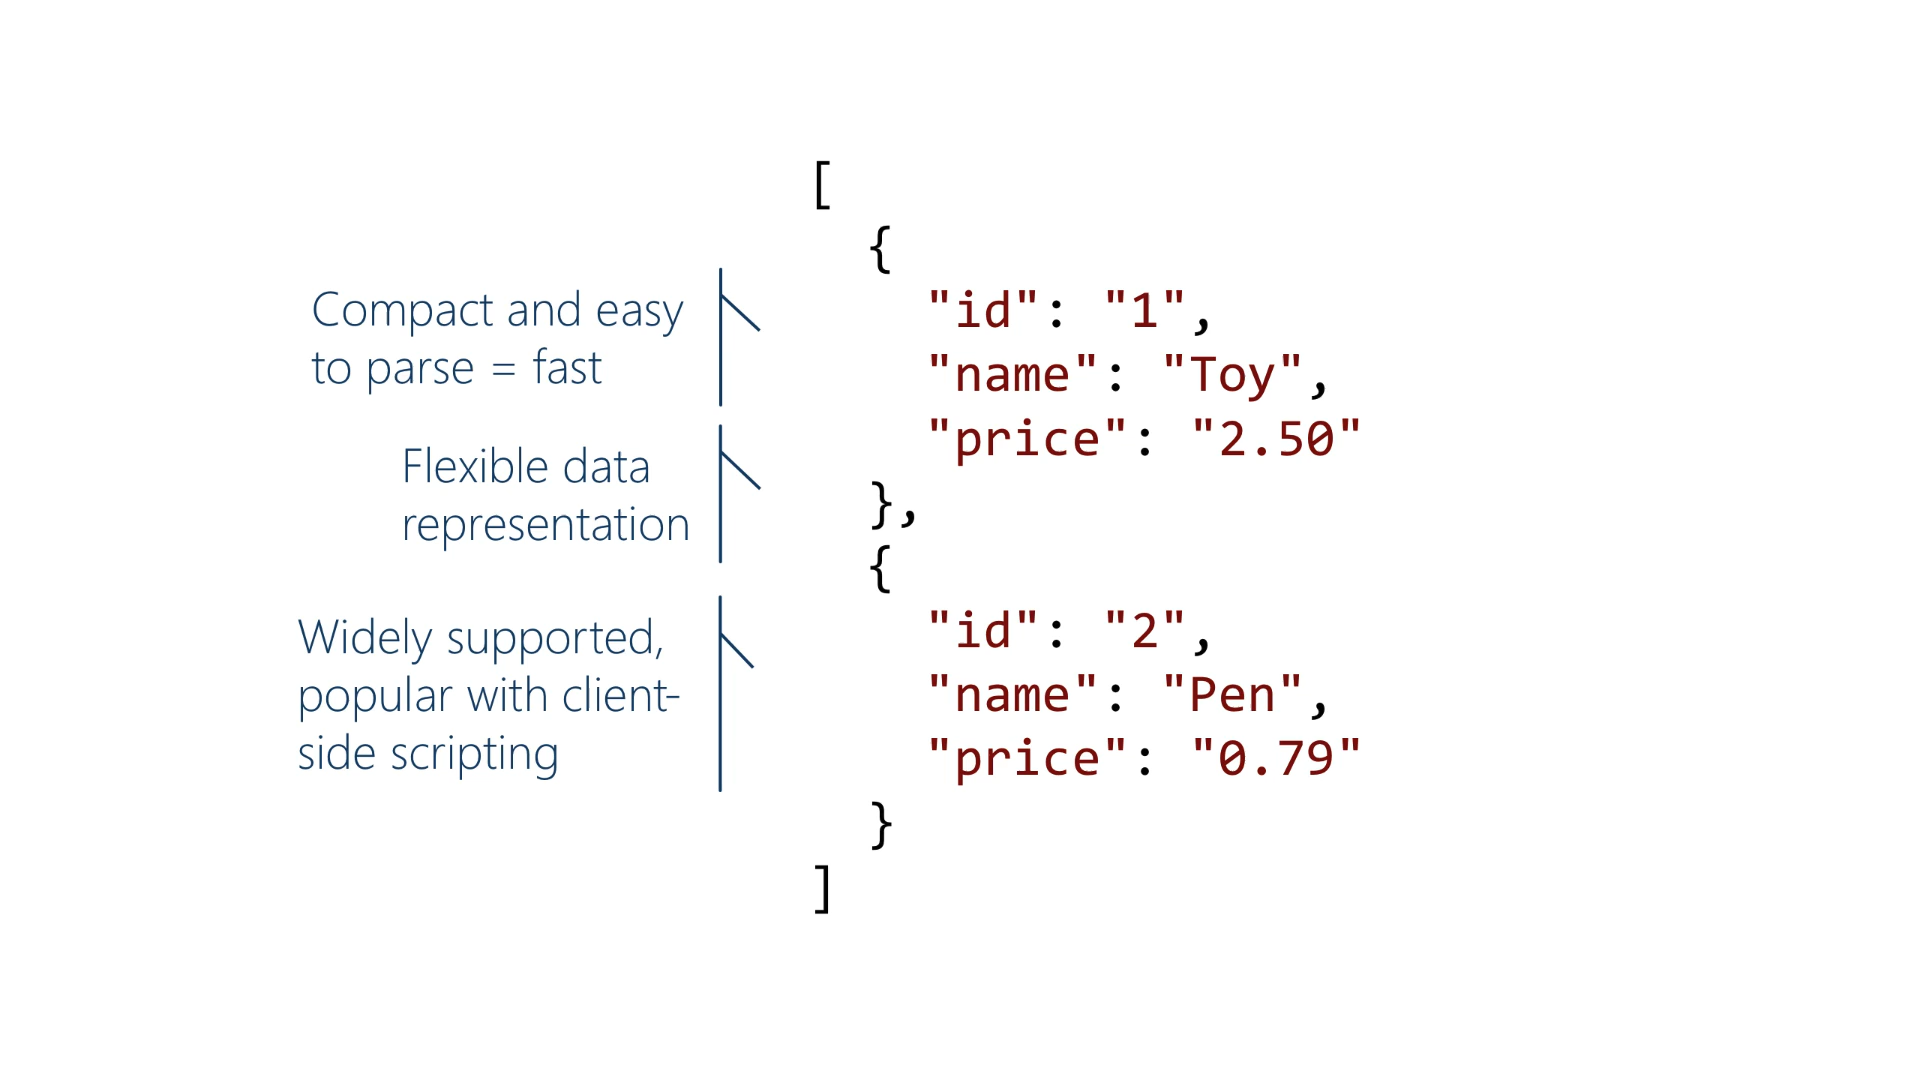 Compact and easy
to parse = fast
Flexible data
representation
Widely supported,
popular with client-
side scripting
[
{
"id": "1",
"name": "Toy",
"price": "2.50"
},
{
"id": "2",
"name": "Pen",
"price": "0.79"
}
]